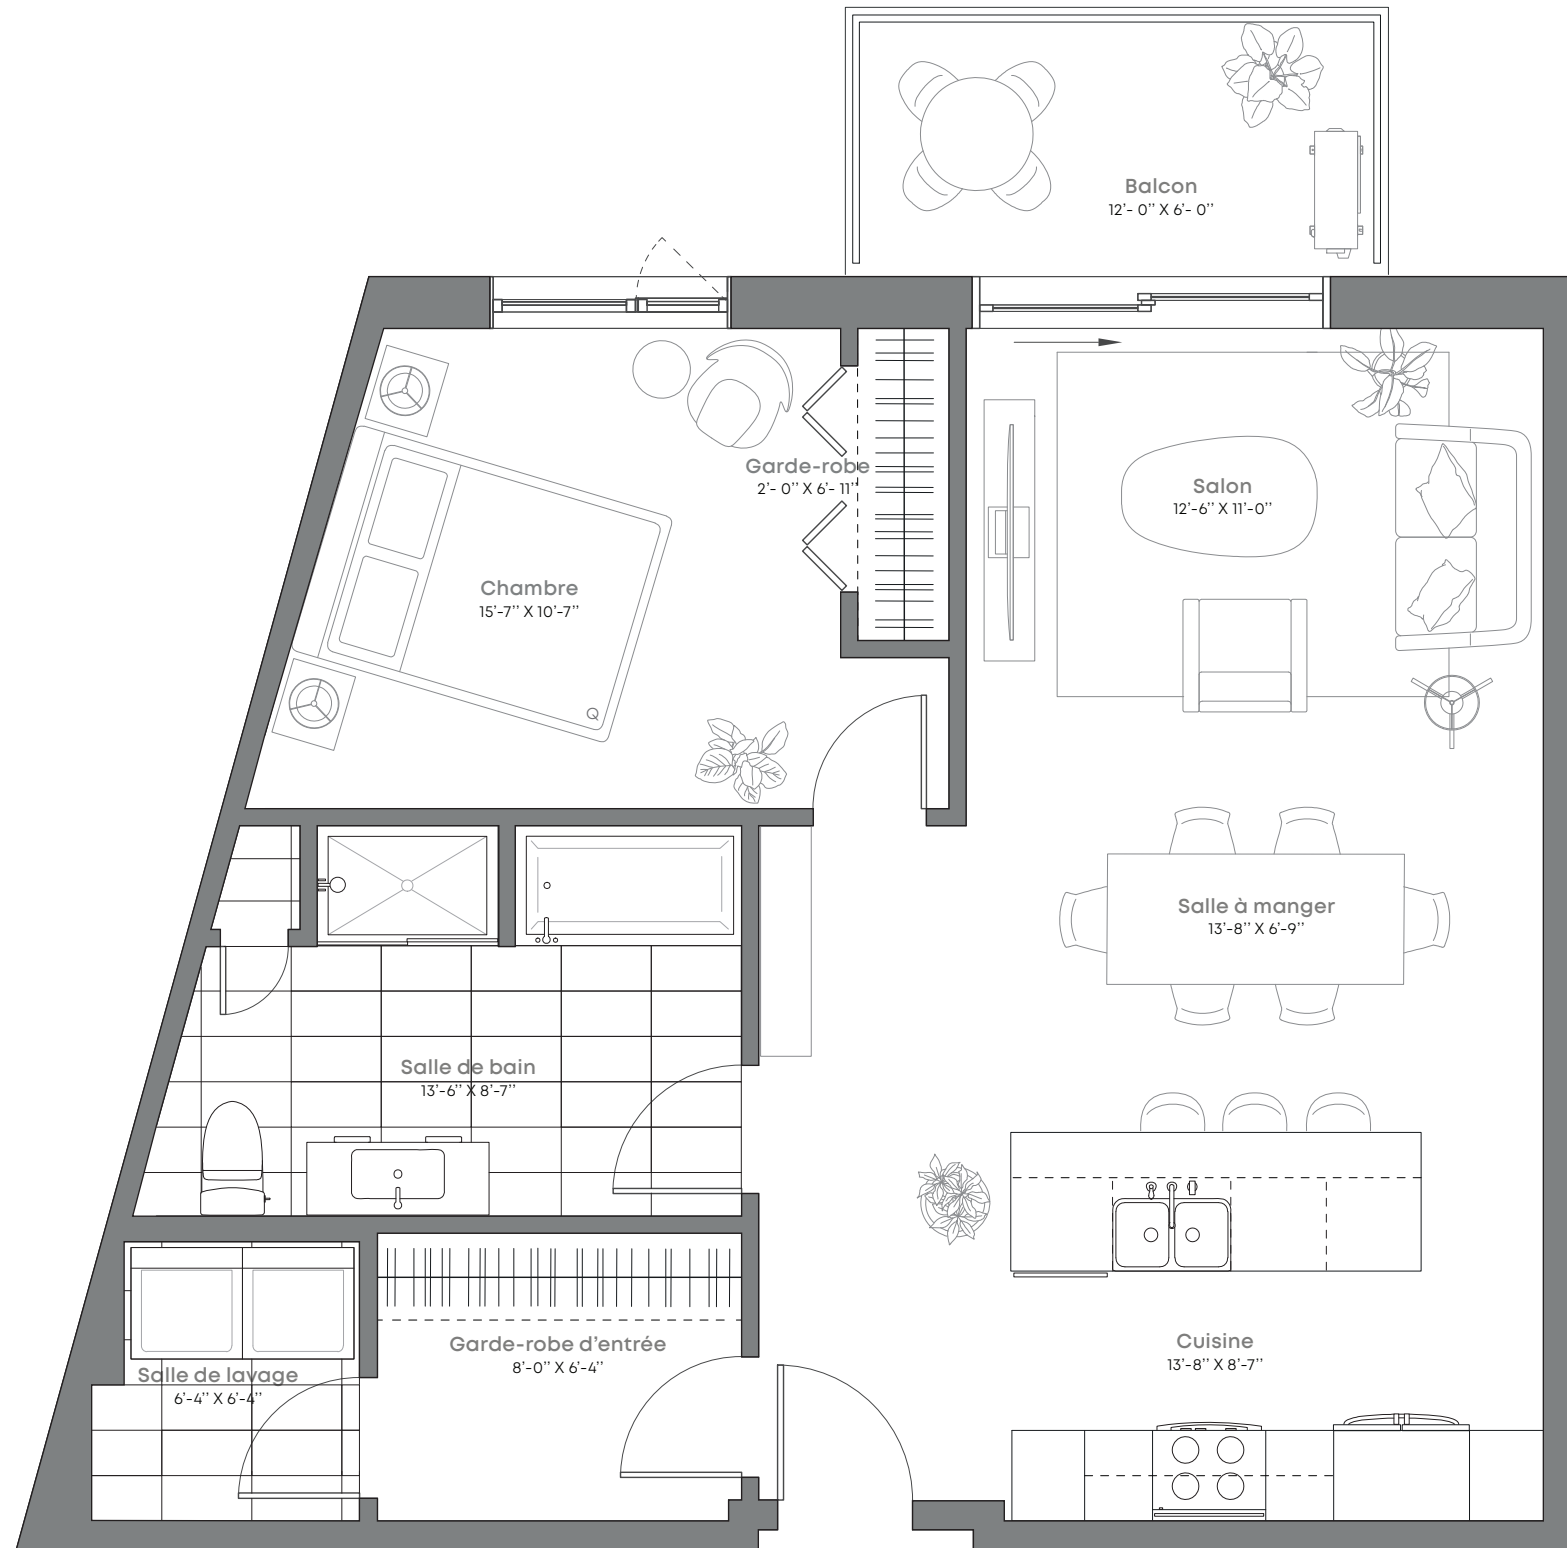 Balcon
12'- 0'' X 6'- 0''
Garde-robe
2'- 0'' X 6'- 11''
Salon
12'-6'' X 11'-0''
Chambre
15'-7'' X 10'-7''
Q
Salle à manger
13'-8'' X 6'-9''
Salle de bain
13'-6'' X 8'-7''
Garde-robe d'entrée
8'-0'' X 6'-4''
Cuisine
13'-8'' X 8'-7''
Salle de lavage
6'-4'' X 6'-4''